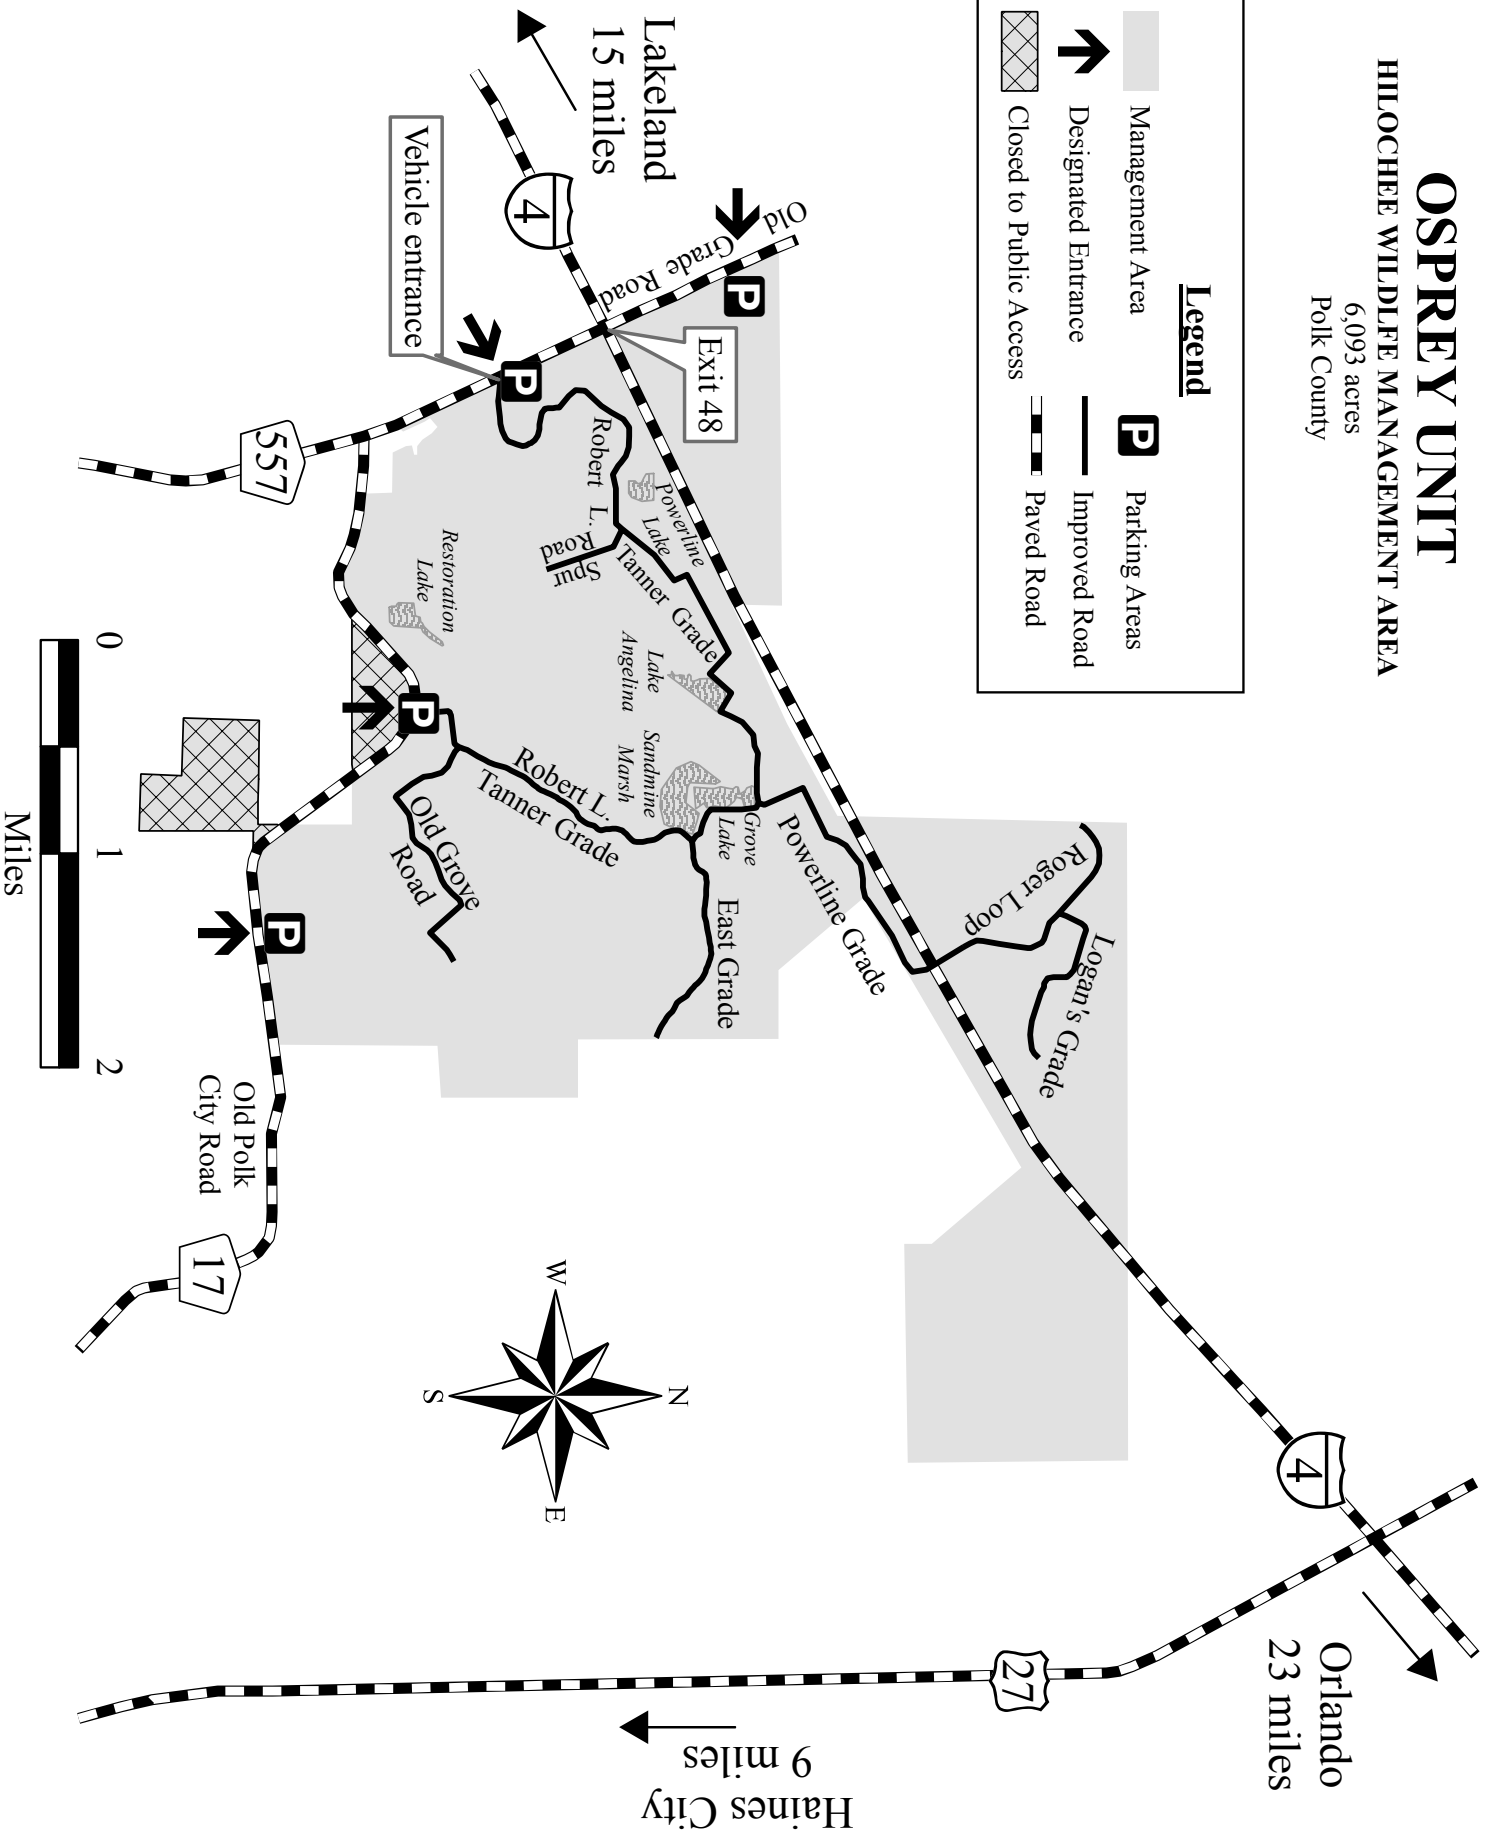 OSPREY UNIT
HILOCHEE WILDLFEE MANAGEMENT AREA
6,093 acres
Polk County
Legend
Management Area
Designated Entrance
Closed to Public Access
P
Parking Areas
Improved Road
Paved Road
Lakeland
15 miles
4
Old
Grade Road
P
Exit 48
Vehicle entrance
P
557
Robert L.
Tanner Grade
Spur
Road
Powerline
Lake
Restoration
Lake
Lake
Angelina
Sandmine
Marsh
Grove
Lake
P
Robert L.
Tanner Grade
Old Grove
Road
East Grade
Powerline Grade
Roger Loop
Logan's Grade
P
Old Polk
City Road
17
4
Orlando
23 miles
27
Haines City
9 miles
N
W
E
S
0
1
2
Miles